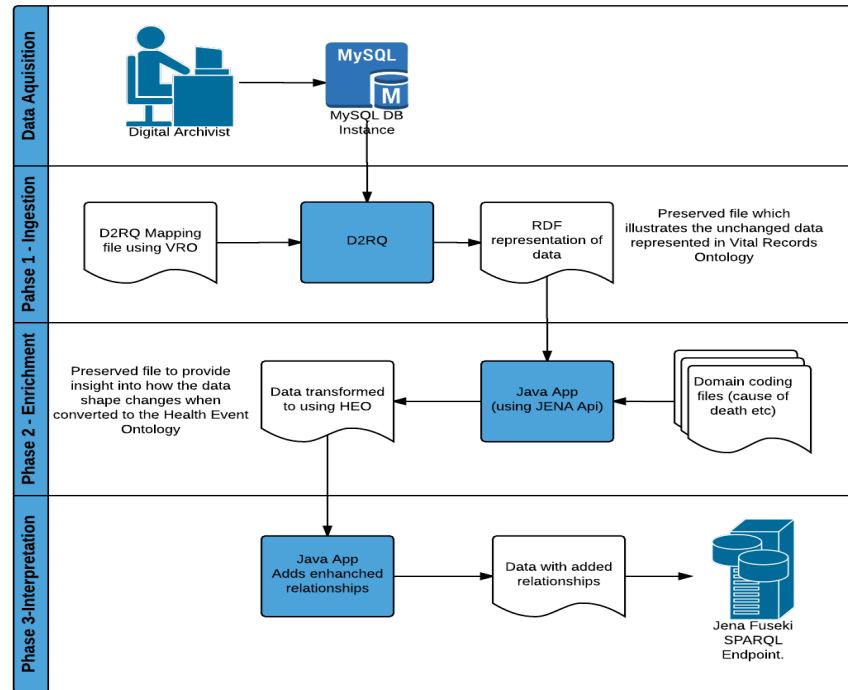 Data Aquisition
Digital Archivist
MySQL
M
MySQL DB
Instance
Pahse 1 - Ingestion
D2RQ Mapping
file using VRO
D2RQ
RDF
representation of
data
Preserved file which
illustrates the unchanged data
represented in Vital Records
Ontology
Phase 2 - Enrichment
Preserved file to provide
insight into how the data
shape changes when
converted to the Health Event
Ontology
Data transformed
to using HEO
Java App
(using JENA Api)
Domain coding
files (cause of
death etc)
Phase 3-Interpretation
Java App
Adds enhanched
relationships
Data with added
relationships
Jena Fuseki
SPARQL
Endpoint.